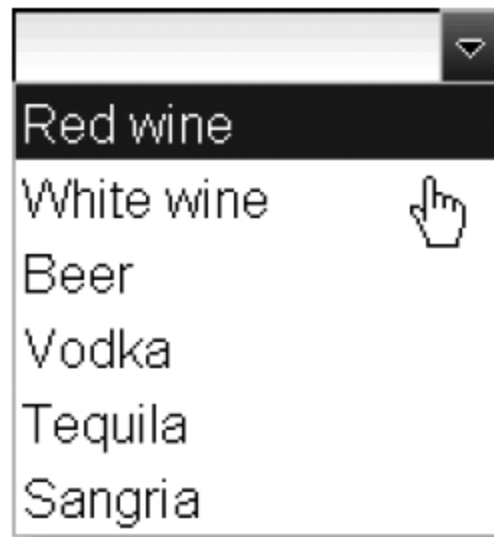 Red wine
White wine
Beer
Vodka
Tequila
Sangria